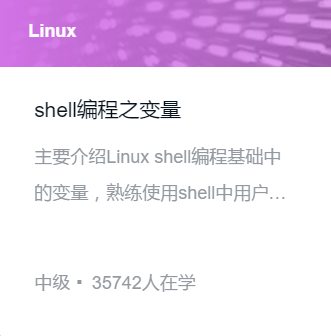 Linux
shell编程之变量
主要介绍Linux shell编程基础中
的变量，熟练使用shell中用户...
中级 · 35742人在学